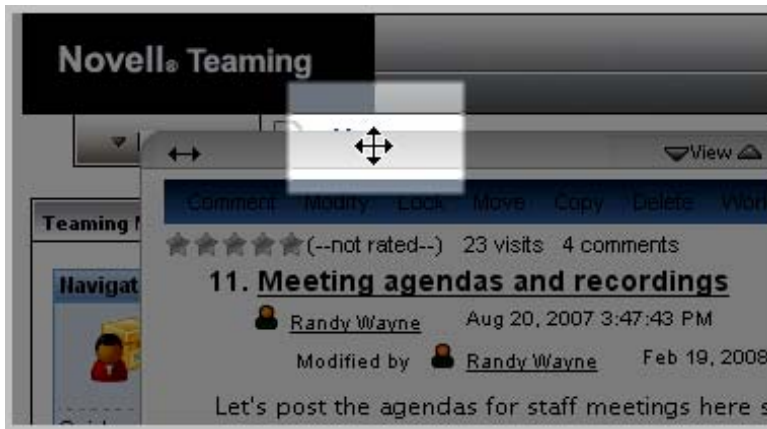 Novell® Teaming
View
Comment Modify Lock Move Copy Delete
Teaming
(--not rated--) 23 visits 4 comments
Navigat
11. Meeting agendas and recordings
Randy Wayne Aug 20, 2007 3:47:43 PM
Modified by Randy Wayne Feb 19, 2008
Let's post the agendas for staff meetings here s